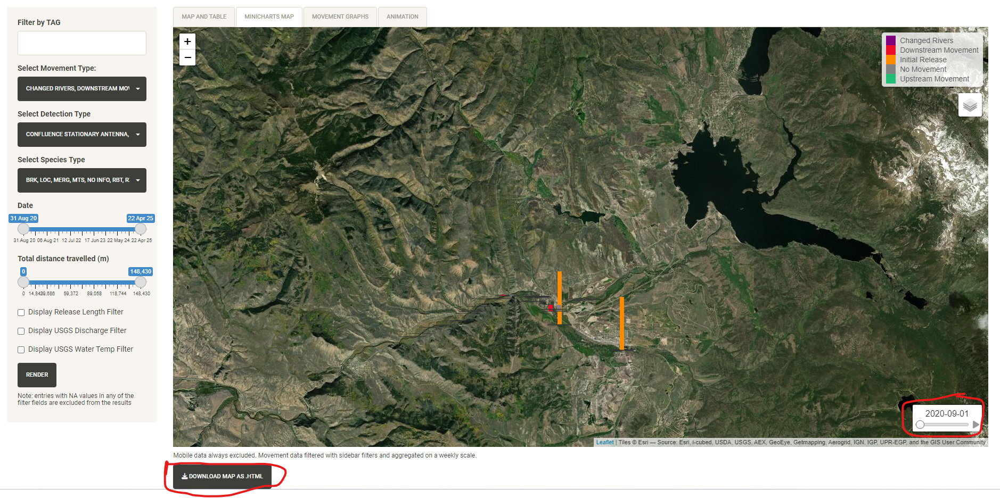 Filter by TAG
Select Movement Type:
CHANGED RIVERS, DOWNSTREAM MOV
Select Detection Type
CONFLUENCE STATIONARY ANTENNA,
Select Species Type
BRK, LOC, MERG, MTS, NO INFO, RBT, R
Date
31 Aug 20 22 Apr 25
31 Aug 20 06 Aug 21 12 Jul 22 17 Jun 23 22 May 24 22 Apr 25
Total distance travelled (m)
0 148,430
0 14,843 29,686 59,372 89,058 118,744 148,430
Display Release Length Filter
Display USGS Discharge Filter
Display USGS Water Temp Filter
RENDER
Note: entries with NA values in any of the
filter fields are excluded from the results
MAP AND TABLE MINICHARTS MAP MOVEMENT GRAPHS ANIMATION
+
−
Changed Rivers
Downstream Movement
Initial Release
No Movement
Upstream Movement
2020-09-01
Leaflet | Tiles © Esri — Source: Esri, i-cubed, USDA, USGS, AEX, GeoEye, Getmapping, Aerogrid, IGN, IGP, UPR-EGP, and the GIS User Community
Mobile data always excluded. Movement data filtered with sidebar filters and aggregated on a weekly scale.
DOWNLOAD MAP AS .HTML